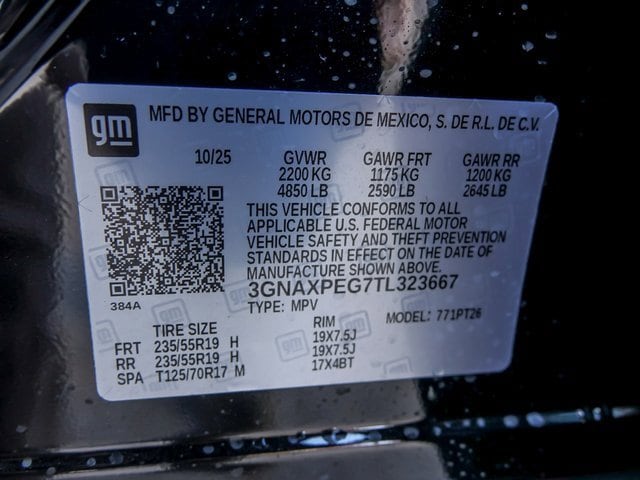 gm
MFD BY GENERAL MOTORS DE MEXICO, S. DE R.L. DE C.V.
10/25 GVWR GAWR FRT GAWR RR
2200 KG 1175 KG 1200 KG
4850 LB 2590 LB 2645 LB
THIS VEHICLE CONFORMS TO ALL
APPLICABLE U.S. FEDERAL MOTOR
VEHICLE SAFETY AND THEFT PREVENTION
STANDARDS IN EFFECT ON THE DATE OF
MANUFACTURE SHOWN ABOVE.
384A
3GNAXPEG7TL323667
TYPE: MPV MODEL: 771PT26
TIRE SIZE RIM
FRT 235/55R19 H 19X7.5J
RR 235/55R19 H 19X7.5J
SPA T125/70R17 M 17X4BT